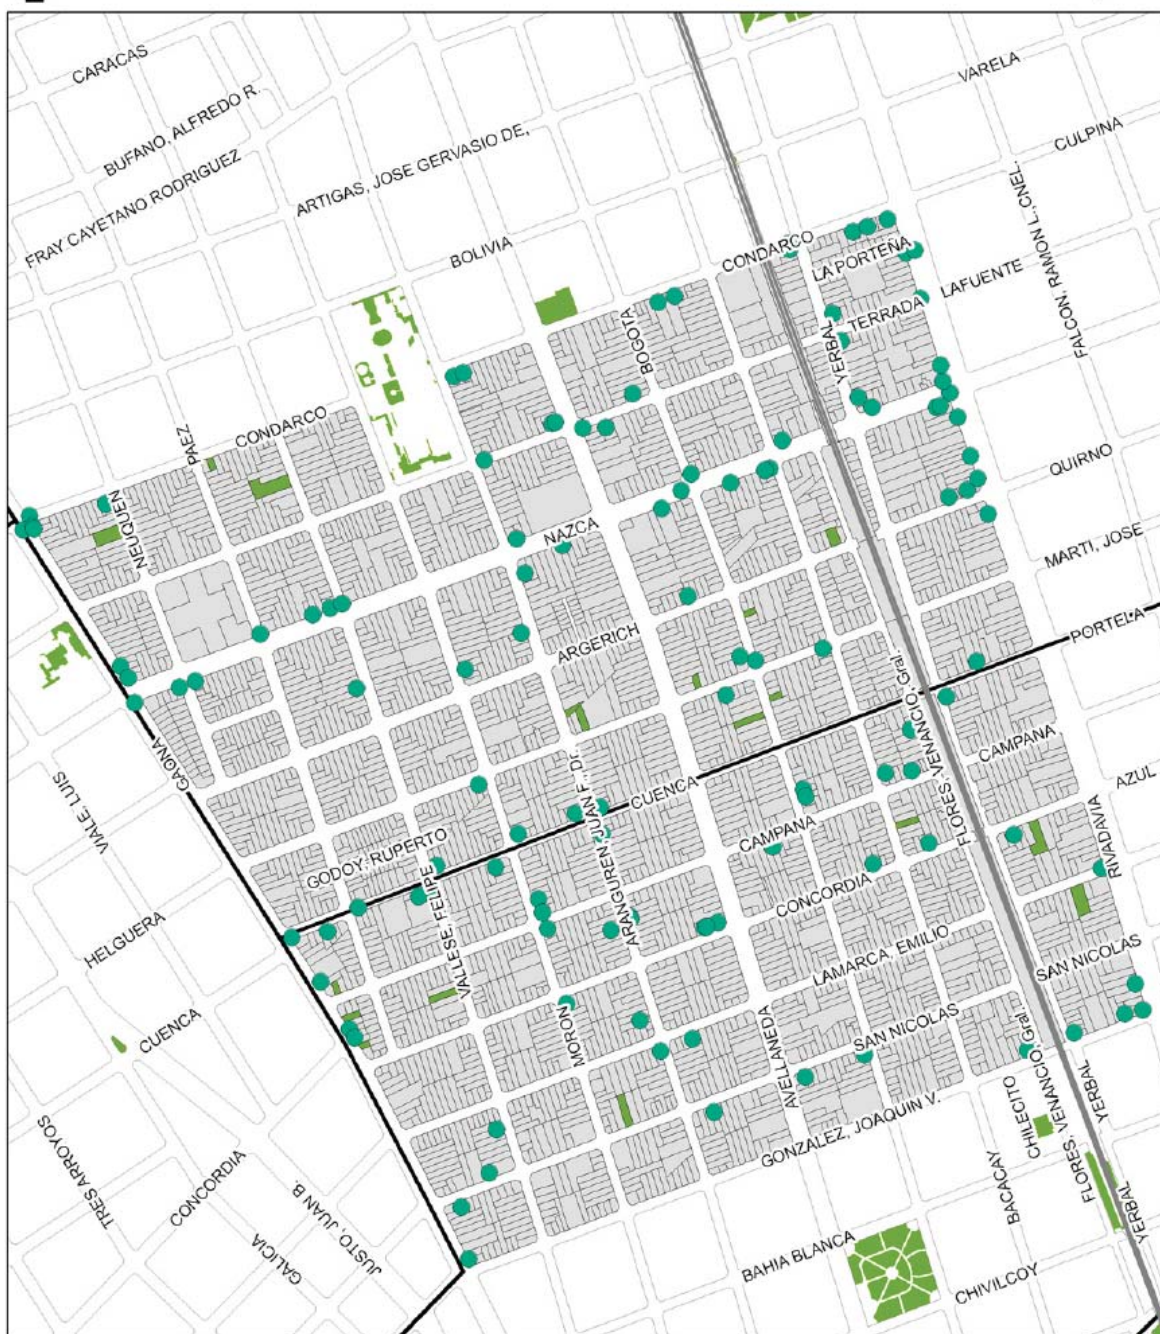 CARACAS
VARELA
BUFANO, ALFREDO R.
CULPINA
FRAY CAYETANO RODRIGUEZ
ARTIGAS, JOSE GERVASIO DE,
BOLIVIA
CONDARCO
LA PORTEÑA
FALCON, RAMON L., CNEL.
LAFUENTE
TERRADA
YERBAL
BOGOTA
CONDARCO
PAEZ
NEUQUEN
QUIRNO
NAZCA
MARTI, JOSE
ARGERICH
PORTELA
FLORES, VENANCIO, Gral.
GAONA
CAMPANA
AZUL
VIALE, LUIS
ARANGUREN, JUAN F., Dr.
CUENCA
CAMPANA
RIVADAVIA
GODOY, RUPERTO
VALLESE, FELIPE
CONCORDIA
HELGUERA
LAMARCA, EMILIO
SAN NICOLAS
CUENCA
MORON
AVELLANEDA
SAN NICOLAS
FLORES, VENANCIO, Gral
CHILECITO
YERBAL
GONZALEZ, JOAQUIN V.
TRES ARROYOS
CONCORDIA
BACACAY
JUSTO, JUAN B.
GALICIA
YERBAL
BAHIA BLANCA
CHIVILCOY